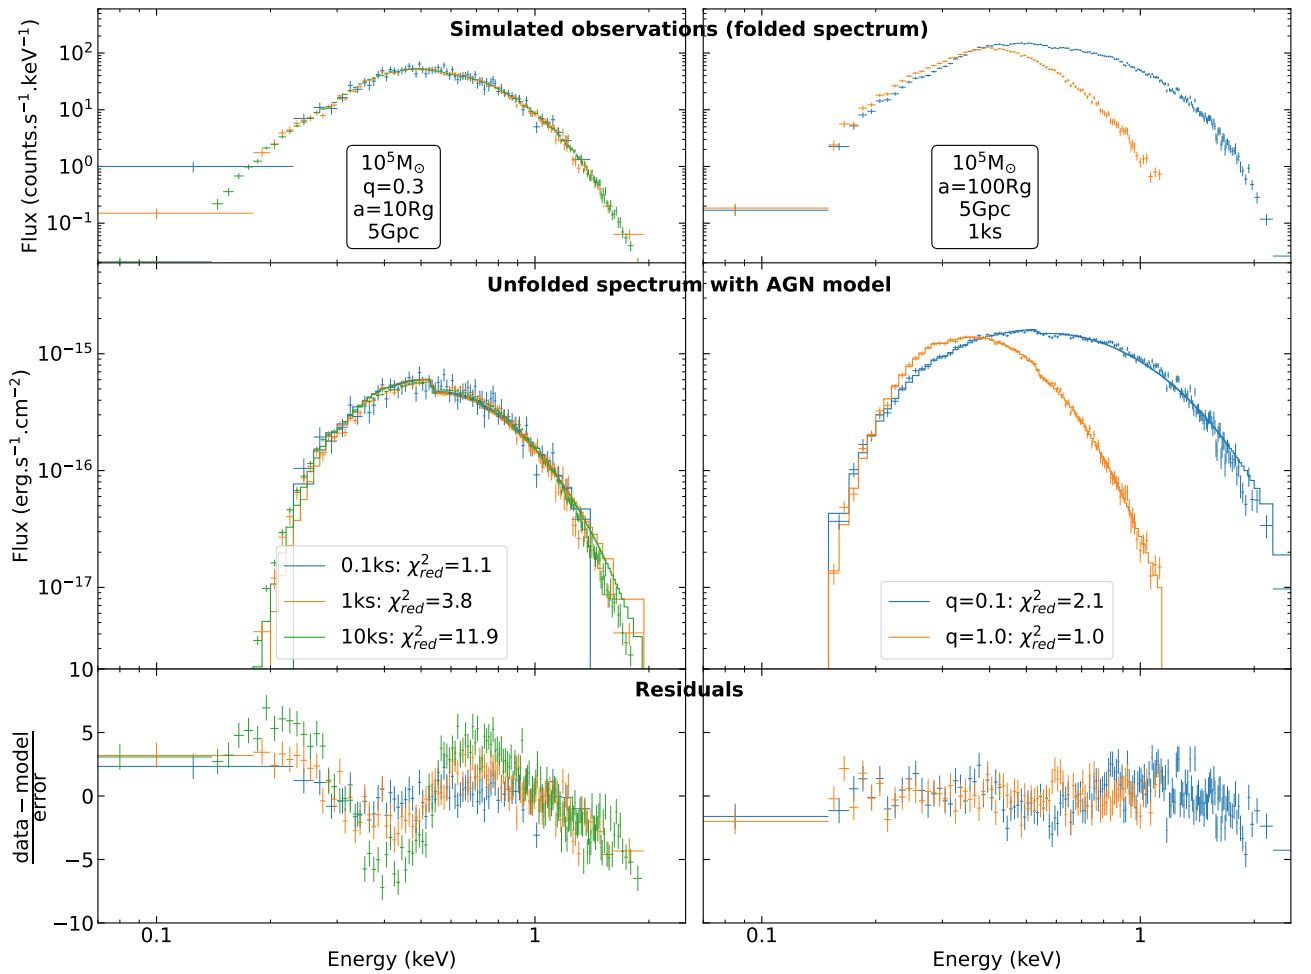 Simulated observations (folded spectrum)
Flux (counts.s⁻¹.keV⁻¹)
10²
10¹
10⁰
10⁻¹
10⁵M⊙
q=0.3
a=10Rg
5Gpc
10⁵M⊙
a=100Rg
5Gpc
1ks
Unfolded spectrum with AGN model
Flux (erg.s⁻¹.cm⁻²)
10⁻¹⁵
10⁻¹⁶
10⁻¹⁷
0.1ks: χ²red=1.1
1ks: χ²red=3.8
10ks: χ²red=11.9
q=0.1: χ²red=2.1
q=1.0: χ²red=1.0
Residuals
data − model
error
10
5
0
−5
−10
0.1
1
0.1
1
Energy (keV)
Energy (keV)